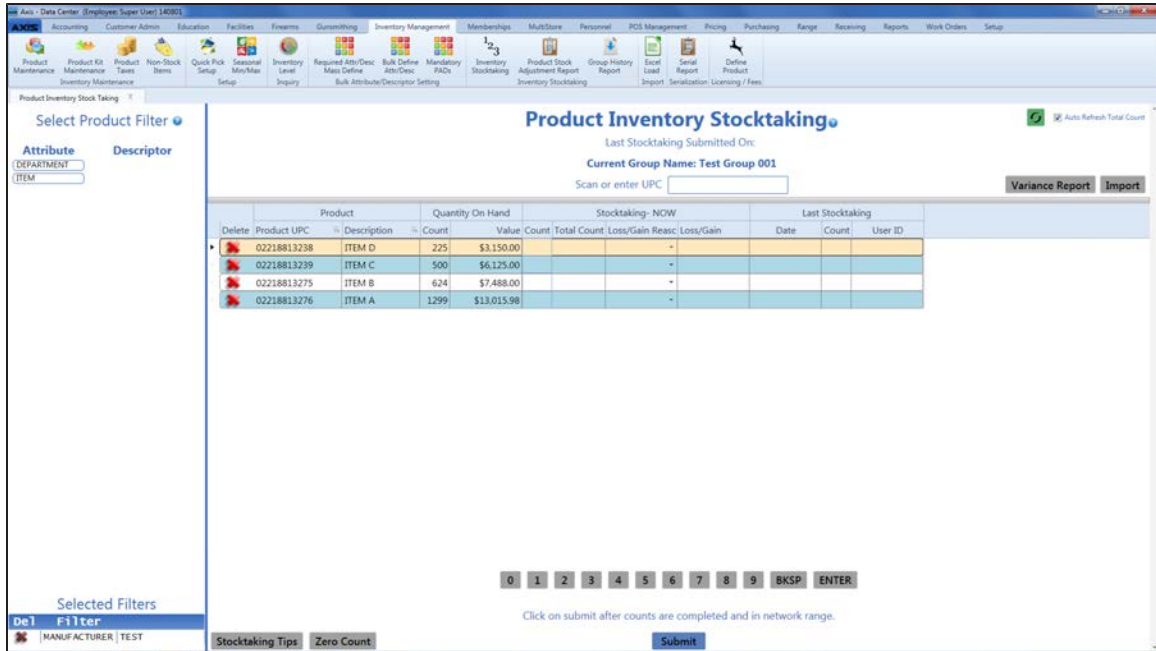 Axis - Data Center (Employee: Super User) 140801
AXIS Accounting Customer Admin Education Facilities Firearms Gunsmithing Inventory Management Memberships MultiStore Personnel POS Management Pricing Purchasing Range Receiving Reports Work Orders Setup
Product Maintenance Product Kit Maintenance Product Taxes Non-Stock Items Quick Pick Setup Seasonal Min/Max Inventory Level Required Attr/Desc Mass Define Bulk Define Attr/Desc Mandatory PADs Inventory Stocktaking Product Stock Adjustment Report Group History Report Excel Load Serial Report Define Product
Inventory Maintenance Setup Inquiry Bulk Attribute/Descriptor Setting Inventory Stocktaking Import Serialization Licensing / Fees
Product Inventory Stock Taking X
Select Product Filter
Attribute Descriptor
DEPARTMENT
ITEM
Product Inventory Stocktaking
Auto Refresh Total Count
Last Stocktaking Submitted On:
Current Group Name: Test Group 001
Scan or enter UPC
Variance Report Import
Product Quantity On Hand Stocktaking- NOW Last Stocktaking
Delete Product UPC Description Count Value Count Total Count Loss/Gain Reasc Loss/Gain Date Count User ID
02218813238 ITEM D 225 $3,150.00
02218813239 ITEM C 500 $6,125.00
02218813275 ITEM B 624 $7,488.00
02218813276 ITEM A 1299 $13,015.98
0 1 2 3 4 5 6 7 8 9 BKSP ENTER
Click on submit after counts are completed and in network range.
Selected Filters
Del Filter
MANUFACTURER TEST
Stocktaking Tips Zero Count Submit